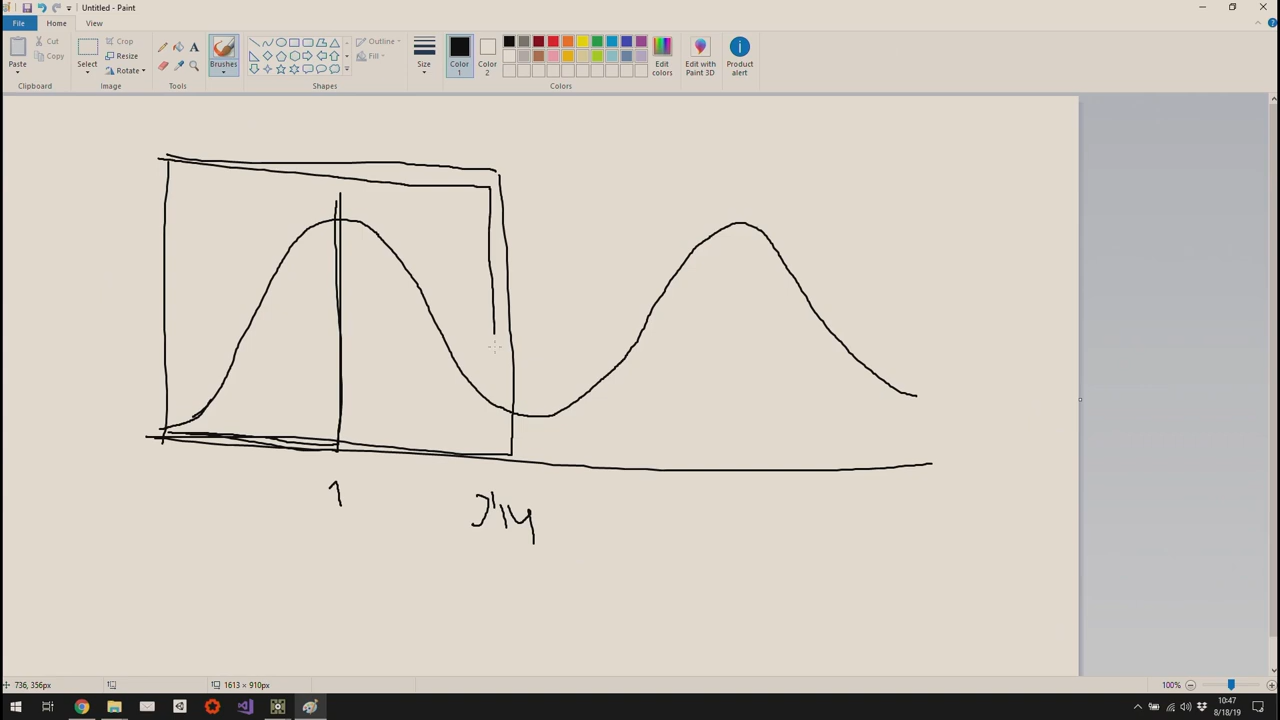 Untitled - Paint
File Home View
Paste Cut Copy Clipboard
Select Crop Resize Rotate Image
Tools
Brushes
Outline Fill Shapes
Size
Color 1 Color 2 Edit colors Colors
Edit with Paint 3D
Product alert
1
736, 356px 1613 × 910px 100%
10:47
8/18/19